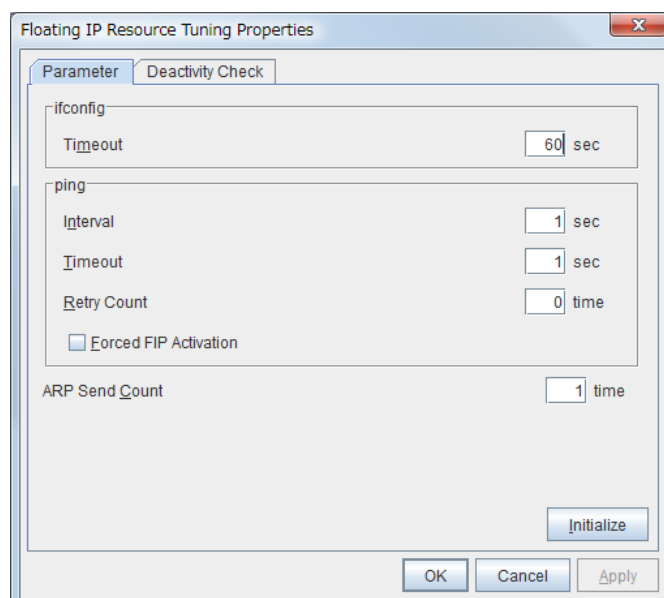 Floating IP Resource Tuning Properties
Parameter Deactivity Check
ifconfig
Timeout 60 sec
ping
Interval 1 sec
Timeout 1 sec
Retry Count 0 time
Forced FIP Activation
ARP Send Count 1 time
Initialize
OK Cancel Apply